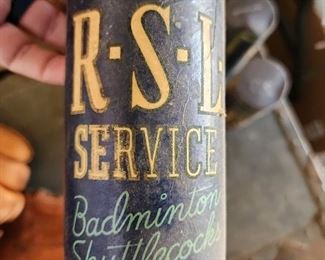 R·S·L·
SERVICE
Badminton
Shuttlecocks